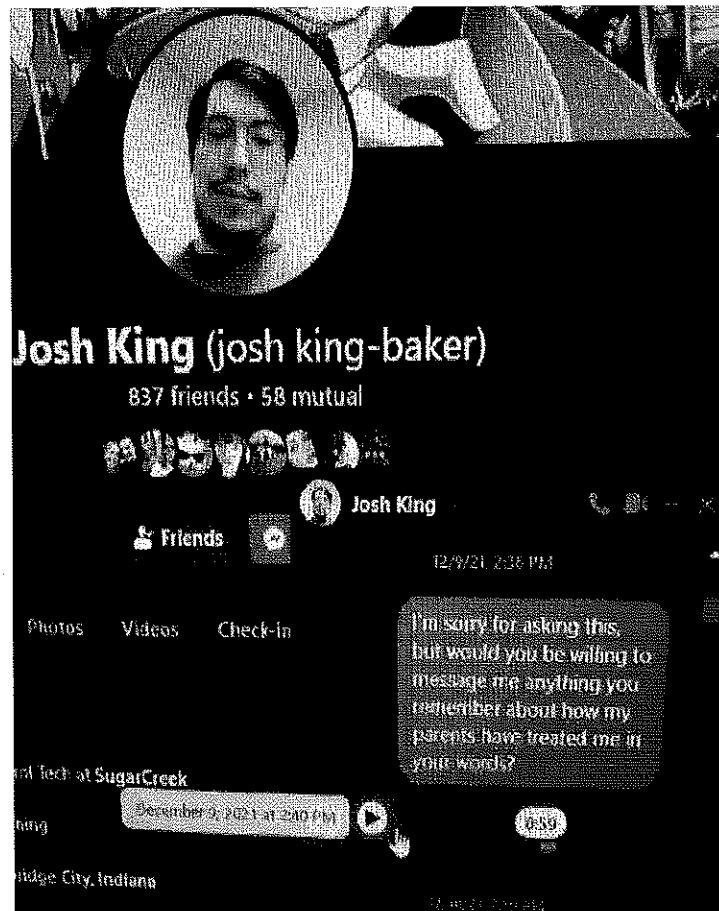 Josh King (josh king-baker)
837 friends • 58 mutual
Friends
Josh King
12/9/21, 2:36 PM
Photos Videos Check-in
I'm sorry for asking this,
but would you be willing to
message me anything you
remember about how my
parents have treated me in
your words?
Tech at SugarCreek
December 9, 2021 at 2:40 PM
City, Indiana